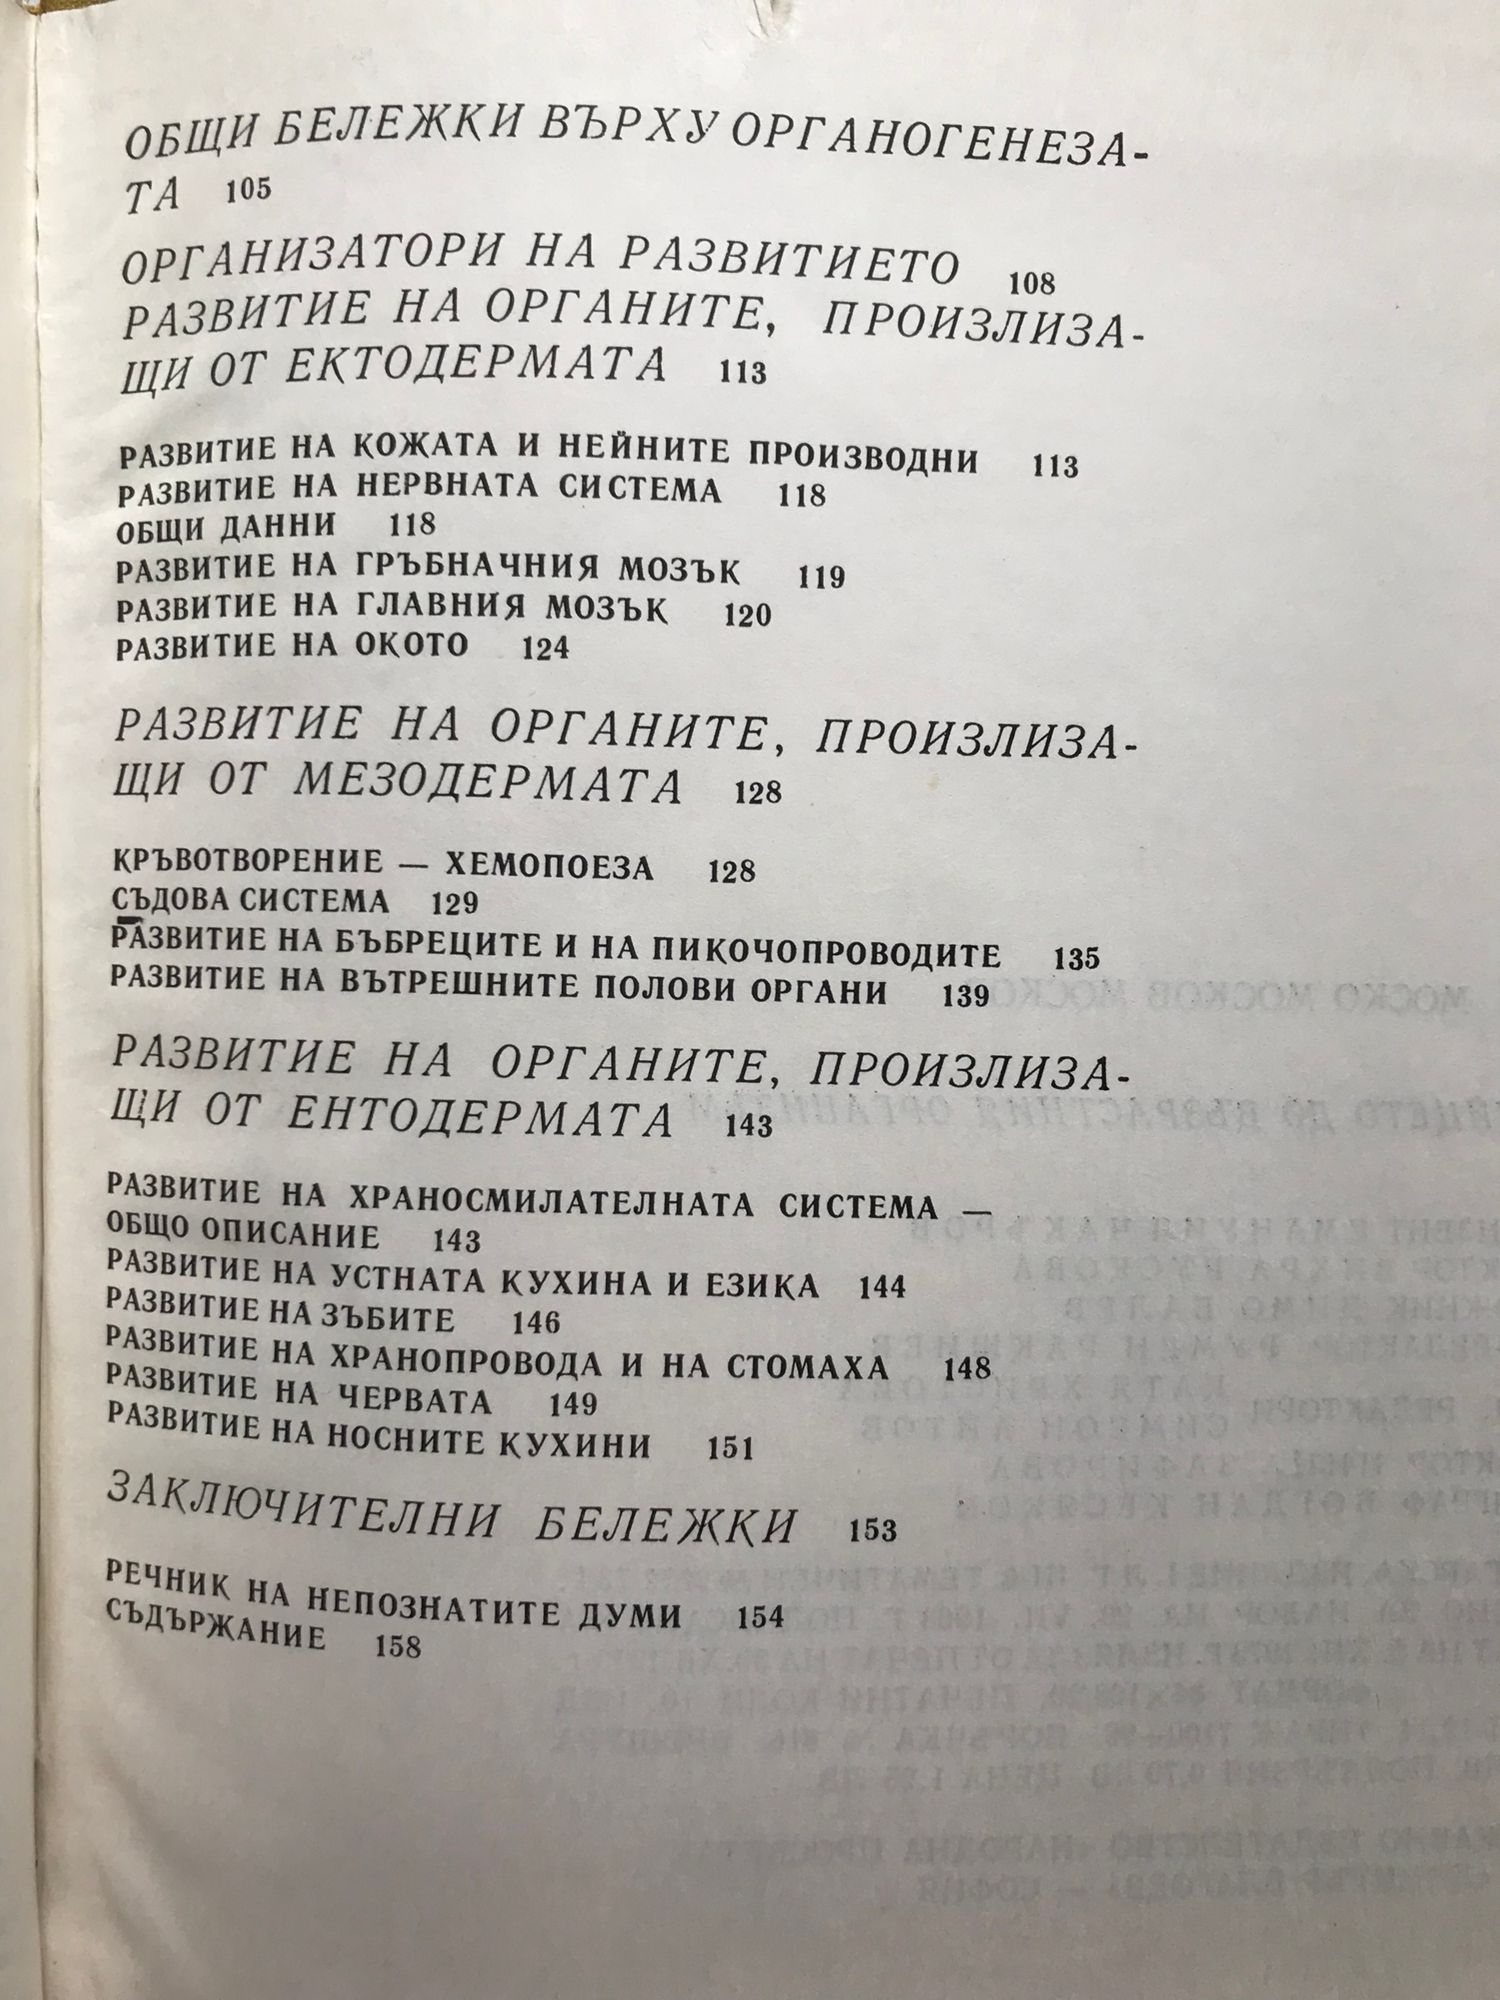 ОБЩИ БЕЛЕЖКИ ВЪРХУ ОРГАНОГЕНЕЗА-
ТА 105
ОРГАНИЗАТОРИ НА РАЗВИТИЕТО 108
РАЗВИТИЕ НА ОРГАНИТЕ, ПРОИЗЛИЗА-
ЩИ ОТ ЕКТОДЕРМАТА 113
РАЗВИТИЕ НА КОЖАТА И НЕЙНИТЕ ПРОИЗВОДНИ 113
РАЗВИТИЕ НА НЕРВНАТА СИСТЕМА 118
ОБЩИ ДАННИ 118
РАЗВИТИЕ НА ГРЪБНАЧНИЯ МОЗЪК 119
РАЗВИТИЕ НА ГЛАВНИЯ МОЗЪК 120
РАЗВИТИЕ НА ОКОТО 124
РАЗВИТИЕ НА ОРГАНИТЕ, ПРОИЗЛИЗА-
ЩИ ОТ МЕЗОДЕРМАТА 128
КРЪВОТВОРЕНИЕ — ХЕМОПОЕЗА 128
СЪДОВА СИСТЕМА 129
РАЗВИТИЕ НА БЪБРЕЦИТЕ И НА ПИКОЧОПРОВОДИТЕ 135
РАЗВИТИЕ НА ВЪТРЕШНИТЕ ПОЛОВИ ОРГАНИ 139
РАЗВИТИЕ НА ОРГАНИТЕ, ПРОИЗЛИЗА-
ЩИ ОТ ЕНТОДЕРМАТА 143
РАЗВИТИЕ НА ХРАНОСМИЛАТЕЛНАТА СИСТЕМА —
ОБЩО ОПИСАНИЕ 143
РАЗВИТИЕ НА УСТНАТА КУХИНА И ЕЗИКА 144
РАЗВИТИЕ НА ЗЪБИТЕ 146
РАЗВИТИЕ НА ХРАНОПРОВОДА И НА СТОМАХА 148
РАЗВИТИЕ НА ЧЕРВАТА 149
РАЗВИТИЕ НА НОСНИТЕ КУХИНИ 151
ЗАКЛЮЧИТЕЛНИ БЕЛЕЖКИ 153
РЕЧНИК НА НЕПОЗНАТИТЕ ДУМИ 154
СЪДЪРЖАНИЕ 158